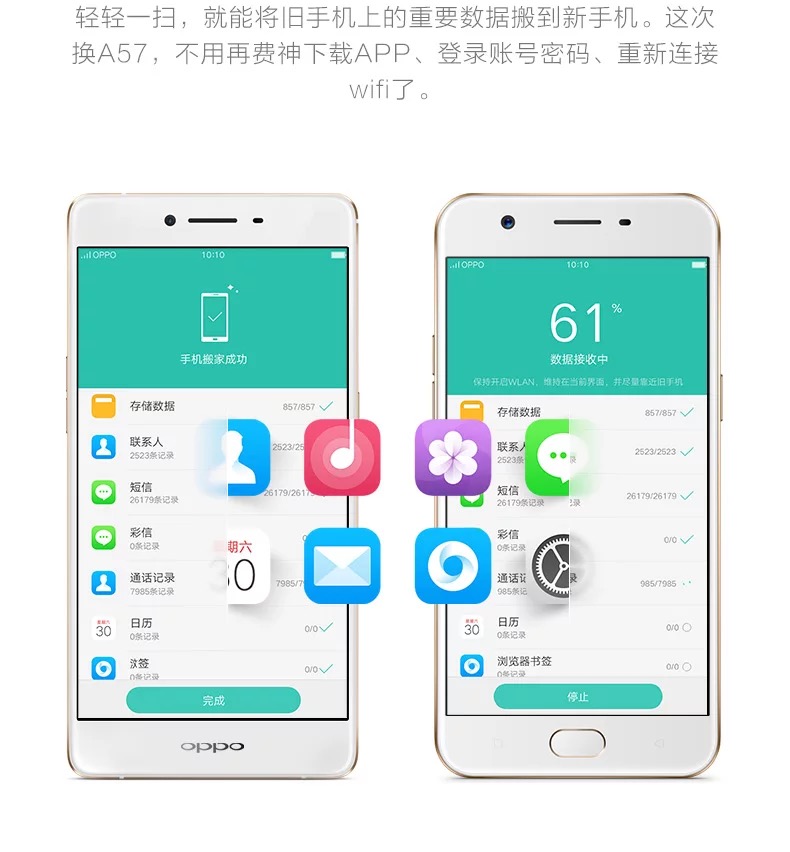 轻轻一扫，就能将旧手机上的重要数据搬到新手机。这次
换A57，不用再费神下载APP、登录账号密码、重新连接
wifi了。
OPPO
10:10
手机搬家成功
存储数据
857/857
联系人
2523条记录
2523/25
短信
26179条记录
26179/26179
彩信
0条记录
通话记录
7985条记录
7985/79
日历
0条记录
0/0
星期六
30
签
0条记录
0/0
完成
oppo
期六
30
OPPO
10:10
61%
数据接收中
保持开启WLAN，维持在当前界面，并尽量靠近旧手机
存储数据
857/857
联系人
2523条
2523/2523
短信
26179条记录
26179/26179
彩信
0条记录
0/0
通话记录
985条
录
985/7985
日历
0条记录
0/0
星期六
30
浏览器书签
0条记录
0/0
停止